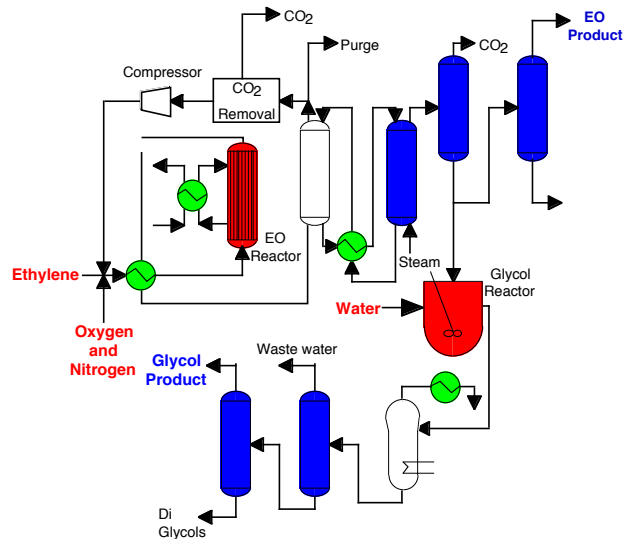 CO2
EO
Product
Purge
CO2
Compressor
CO2
Removal
EO
Reactor
Steam
Glycol
Reactor
Ethylene
Water
Oxygen
and
Nitrogen
Glycol
Product
Waste water
Di
Glycols